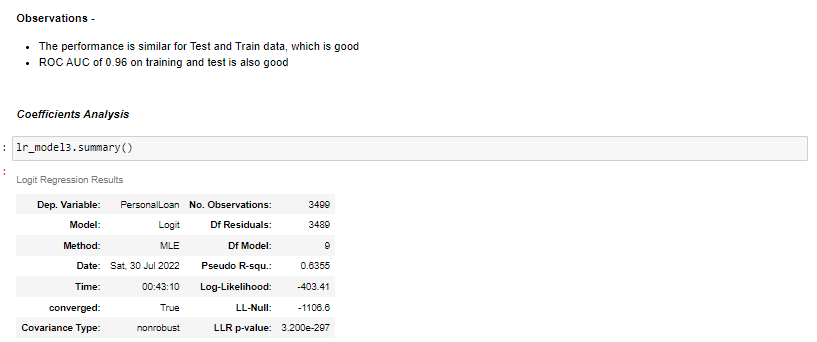 Observations -
• The performance is similar for Test and Train data, which is good
• ROC AUC of 0.96 on training and test is also good
Coefficients Analysis
: lr_model3.summary()
:
Logit Regression Results
Dep. Variable: PersonalLoan No. Observations: 3499
Model: Logit Df Residuals: 3489
Method: MLE Df Model: 9
Date: Sat, 30 Jul 2022 Pseudo R-squ.: 0.6355
Time: 00:43:10 Log-Likelihood: -403.41
converged: True LL-Null: -1106.6
Covariance Type: nonrobust LLR p-value: 3.200e-297